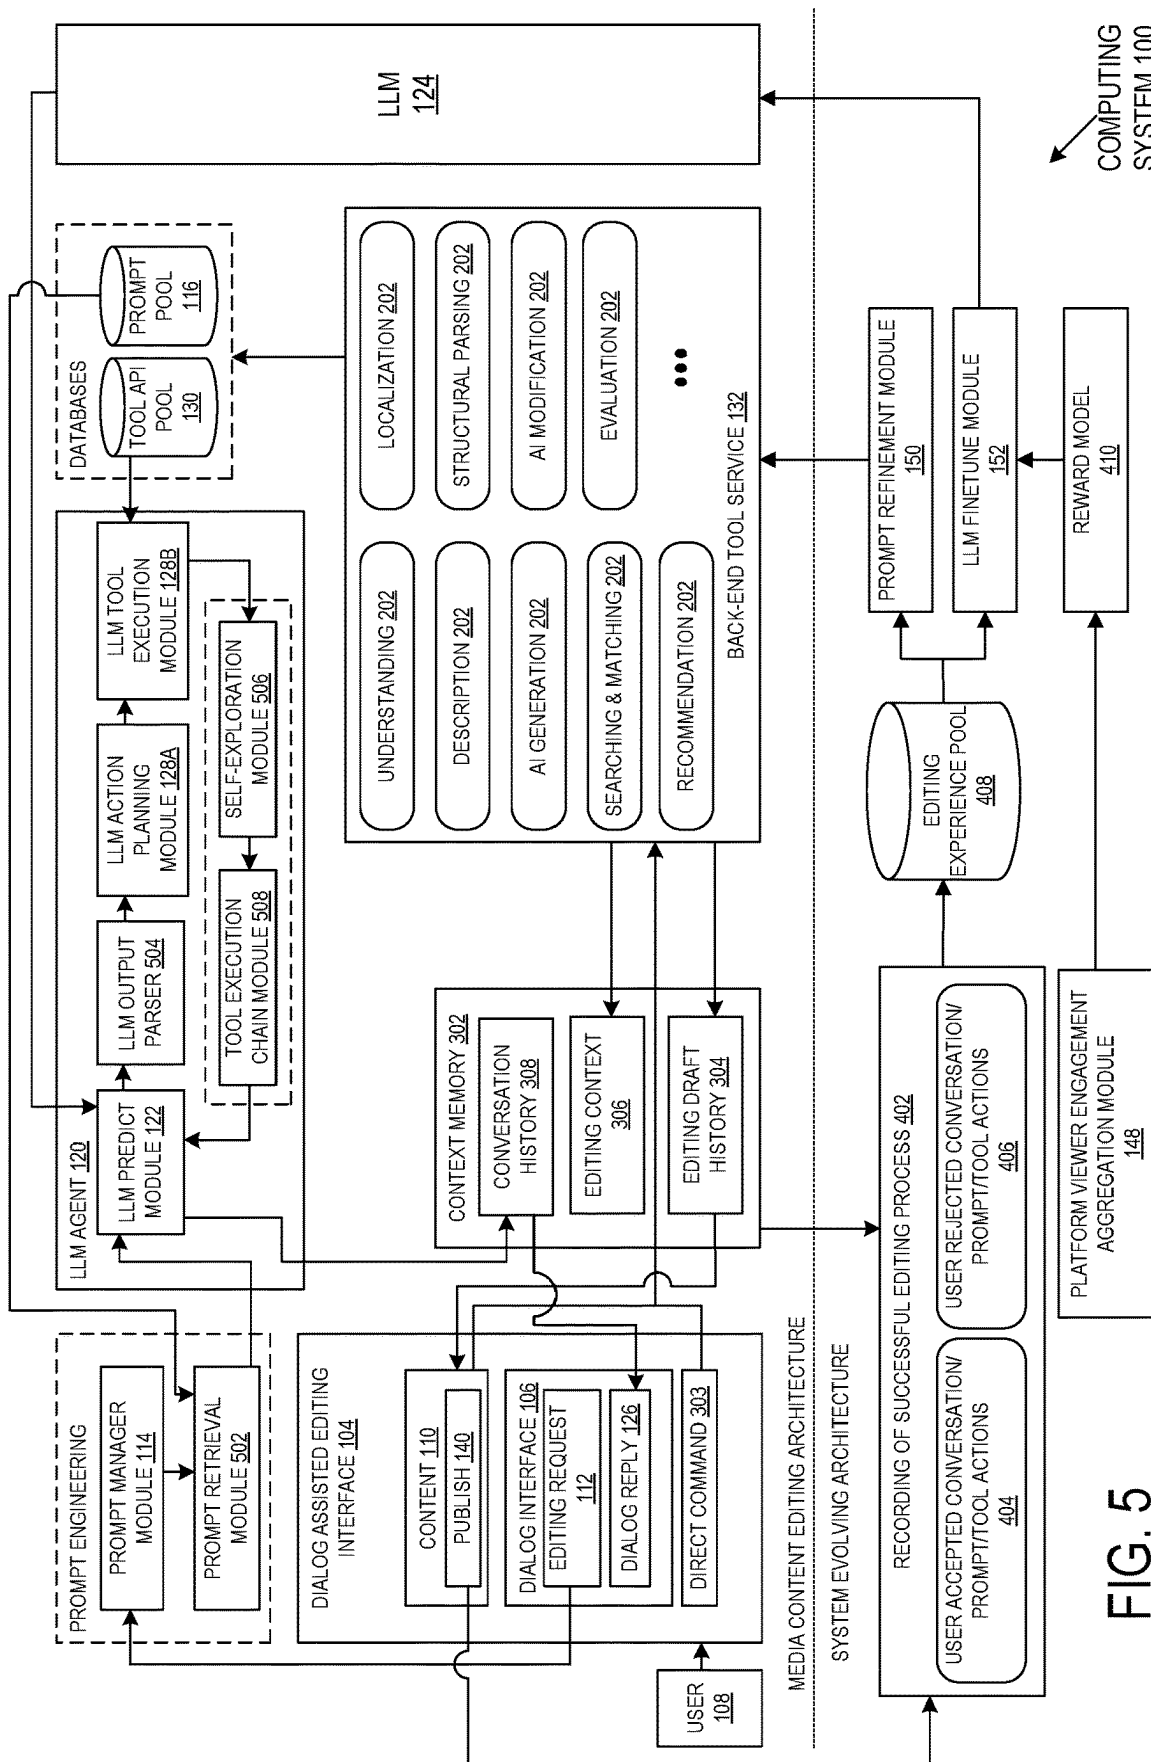 PROMPT ENGINEERING
PROMPT MANAGER
MODULE 114
PROMPT RETRIEVAL
MODULE 502
LLM AGENT 120
LLM PREDICT
MODULE 122
LLM OUTPUT
PARSER 504
LLM ACTION
PLANNING
MODULE 128A
LLM TOOL
EXECUTION
MODULE 128B
TOOL EXECUTION
CHAIN MODULE 508
SELF-EXPLORATION
MODULE 506
DATABASES
TOOL API
POOL
130
PROMPT
POOL
116
LLM
124
DIALOG ASSISTED EDITING
INTERFACE 104
CONTENT 110
PUBLISH 140
DIALOG INTERFACE 106
EDITING REQUEST
112
DIALOG REPLY 126
DIRECT COMMAND 303
USER
108
CONTEXT MEMORY 302
CONVERSATION
HISTORY 308
EDITING CONTEXT
306
EDITING DRAFT
HISTORY 304
UNDERSTANDING 202
LOCALIZATION 202
DESCRIPTION 202
STRUCTURAL PARSING 202
AI GENERATION 202
AI MODIFICATION 202
SEARCHING & MATCHING 202
EVALUATION 202
RECOMMENDATION 202
•••
BACK-END TOOL SERVICE 132
MEDIA CONTENT EDITING ARCHITECTURE
SYSTEM EVOLVING ARCHITECTURE
RECORDING OF SUCCESSFUL EDITING PROCESS 402
USER ACCEPTED CONVERSATION/
PROMPT/TOOL ACTIONS
404
USER REJECTED CONVERSATION/
PROMPT/TOOL ACTIONS
406
EDITING
EXPERIENCE POOL
408
PROMPT REFINEMENT MODULE
150
LLM FINETUNE MODULE
152
REWARD MODEL
410
PLATFORM VIEWER ENGAGEMENT
AGGREGATION MODULE
148
COMPUTING
SYSTEM 100
FIG. 5